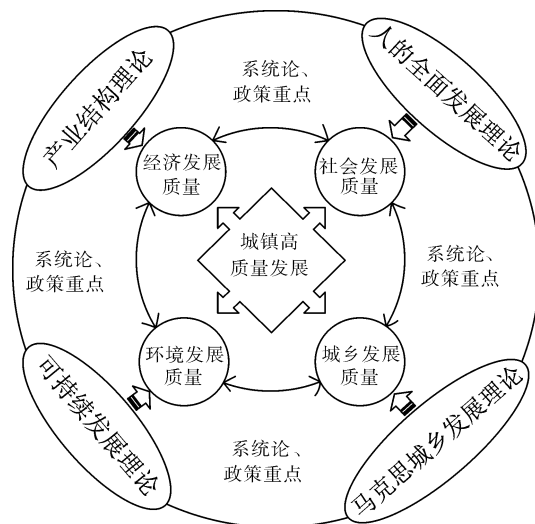 产业结构理论
系统论、
政策重点
人的全面发展理论
经济发展
质量
社会发展
质量
系统论、
政策重点
城镇高
质量发展
系统论、
政策重点
环境发展
质量
城乡发展
质量
可持续发展理论
系统论、
政策重点
马克思城乡发展理论